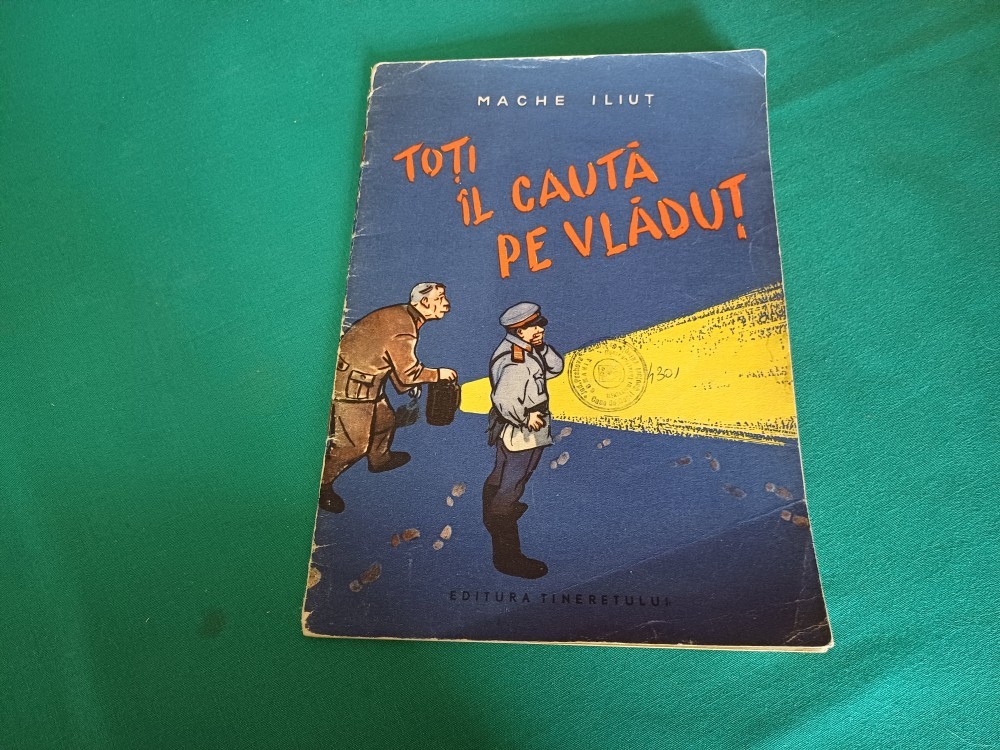 MACHE ILIUȚ
TOȚI
ÎL CAUTĂ
PE VLĂDUȚ
1301
EDITURA TINERETULUI